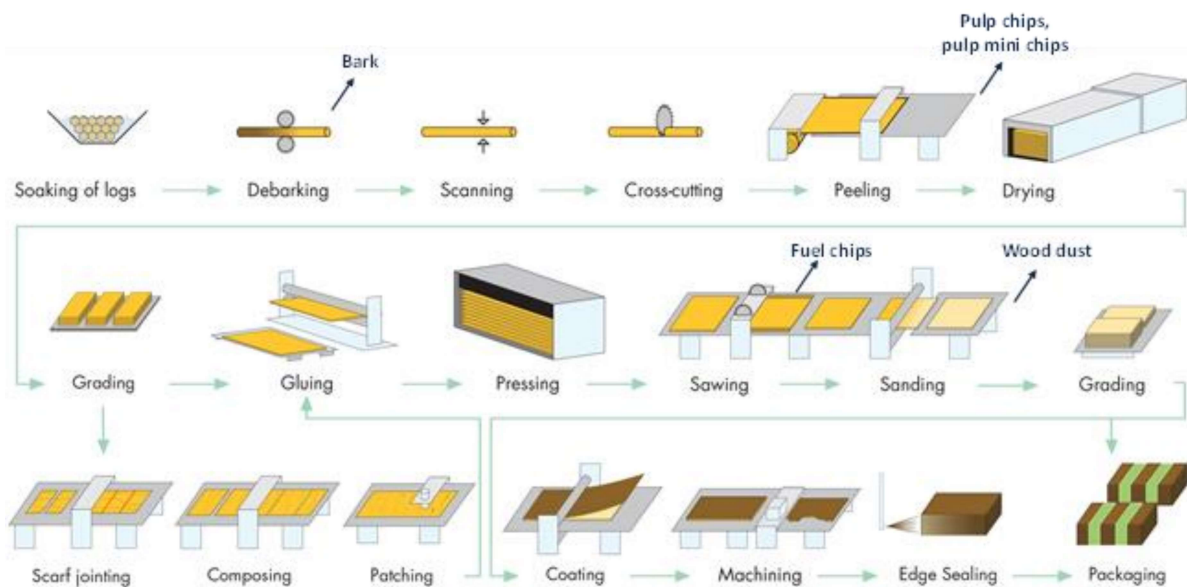 Pulp chips,
pulp mini chips
Bark
Soaking of logs
Debarking
Scanning
Cross-cutting
Peeling
Drying
Fuel chips
Wood dust
Grading
Gluing
Pressing
Sawing
Sanding
Grading
Scarf jointing
Composing
Patching
Coating
Machining
Edge Sealing
Packaging